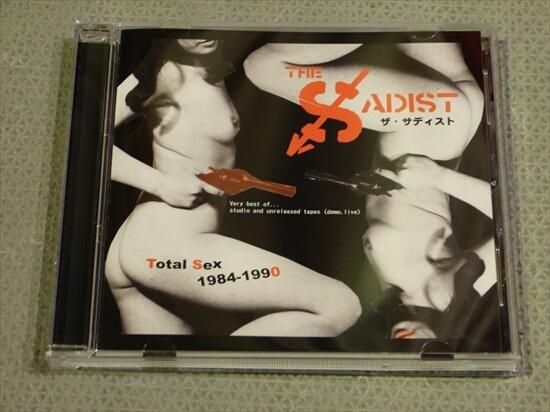 THE
SADIST
ザ・サディスト
Very best of...
studio and unreleased tapes (demo,live)
Total Sex
1984-1990